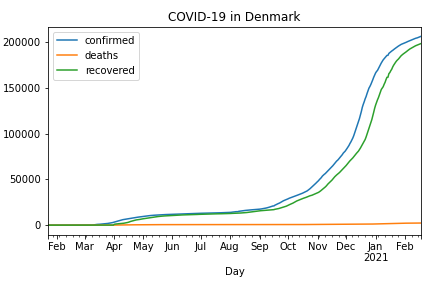 COVID-19 in Denmark
confirmed
deaths
recovered
200000
150000
100000
50000
0
Feb Mar Apr May Jun Jul Aug Sep Oct Nov Dec Jan Feb
2021
Day